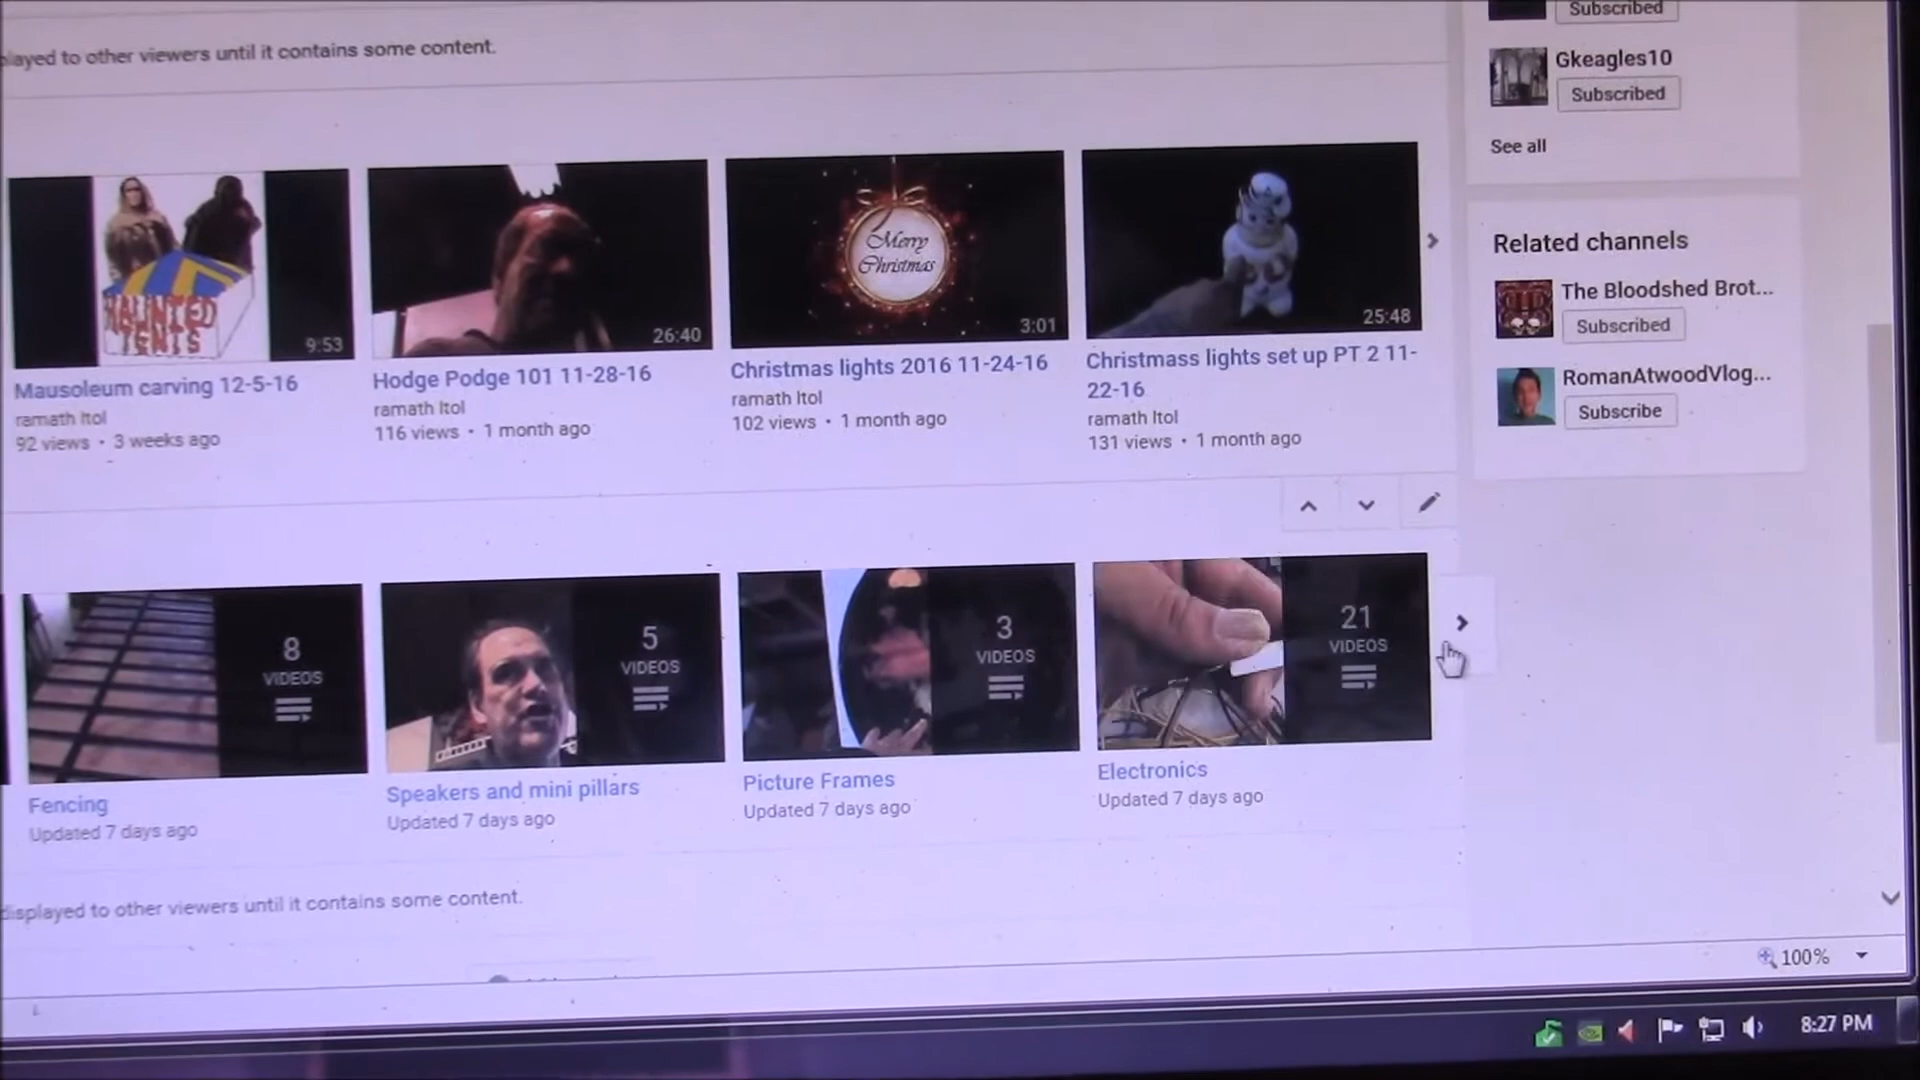 played to other viewers until it contains some content.
Subscribed
Gkeagles10
Subscribed
See all
HAUNTED
TENTS
9:53
26:40
Merry
Christmas
3:01
25:48
Mausoleum carving 12-5-16
ramath ltol
92 views • 3 weeks ago
Hodge Podge 101 11-28-16
ramath ltol
116 views • 1 month ago
Christmas lights 2016 11-24-16
ramath ltol
102 views • 1 month ago
Christmass lights set up PT 2 11-
22-16
ramath ltol
131 views • 1 month ago
Related channels
The Bloodshed Brot...
Subscribed
RomanAtwoodVlog...
Subscribe
8
VIDEOS
5
VIDEOS
3
VIDEOS
21
VIDEOS
Fencing
Updated 7 days ago
Speakers and mini pillars
Updated 7 days ago
Picture Frames
Updated 7 days ago
Electronics
Updated 7 days ago
displayed to other viewers until it contains some content.
100%
8:27 PM